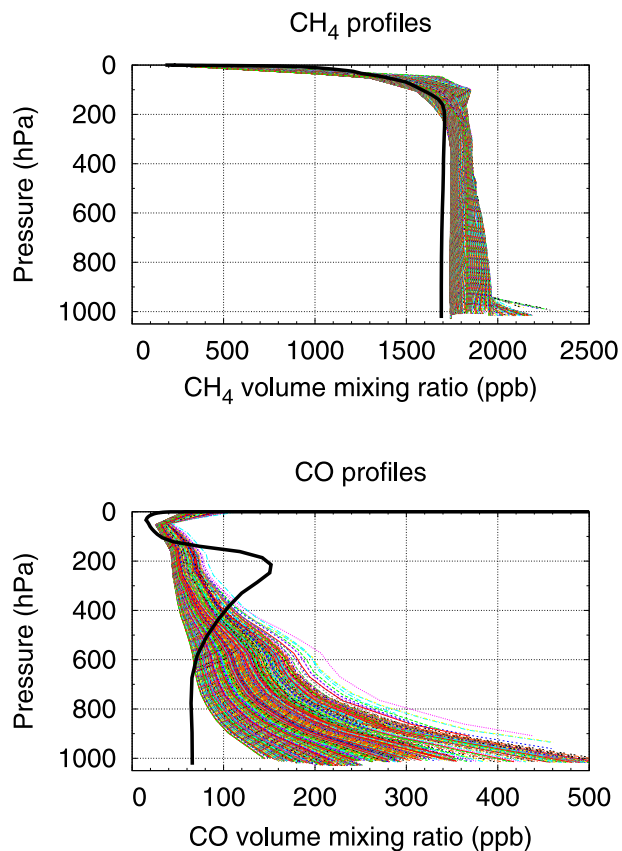 CH₄ profiles
0
200
400
600
800
1000
Pressure (hPa)
0 500 1000 1500 2000 2500
CH₄ volume mixing ratio (ppb)
CO profiles
0
200
400
600
800
1000
Pressure (hPa)
0 100 200 300 400 500
CO volume mixing ratio (ppb)